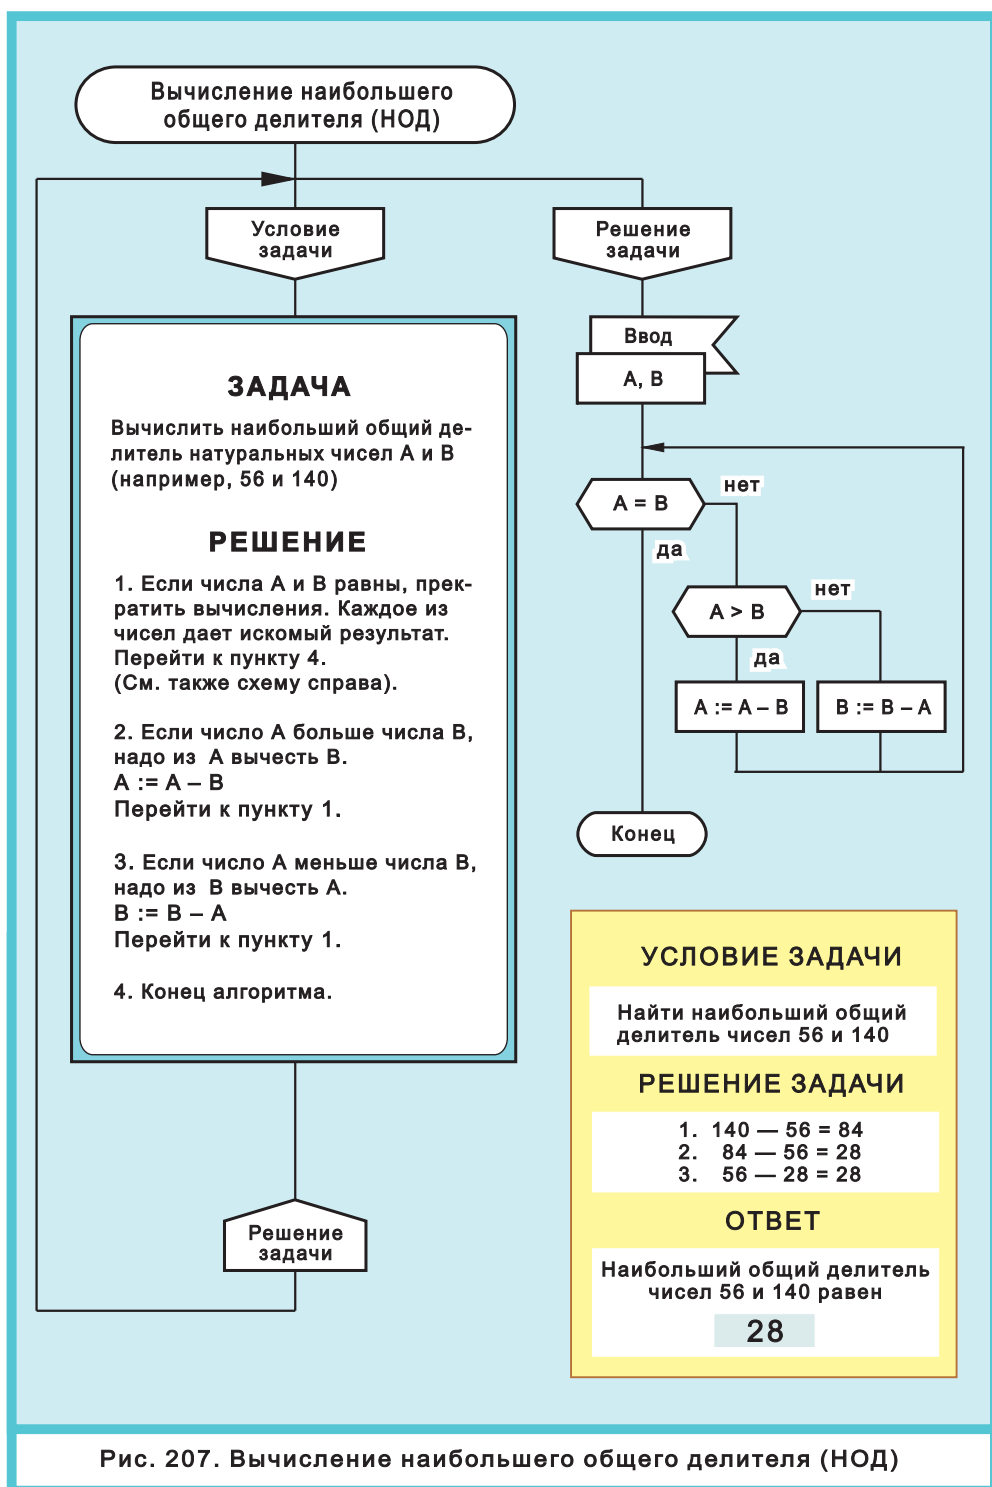 Вычисление наибольшего
общего делителя (НОД)
Условие
задачи
ЗАДАЧА
Вычислить наибольший общий де-
литель натуральных чисел А и В
(например, 56 и 140)
РЕШЕНИЕ
1. Если числа А и В равны, прек-
ратить вычисления. Каждое из
чисел дает искомый результат.
Перейти к пункту 4.
(См. также схему справа).
2. Если число А больше числа В,
надо из А вычесть В.
А := А – В
Перейти к пункту 1.
3. Если число А меньше числа В,
надо из В вычесть А.
В := В – А
Перейти к пункту 1.
4. Конец алгоритма.
Решение
задачи
Решение
задачи
Ввод
А, В
А = В
нет
да
А > В
нет
да
А := А – В
В := В – А
Конец
УСЛОВИЕ ЗАДАЧИ
Найти наибольший общий
делитель чисел 56 и 140
РЕШЕНИЕ ЗАДАЧИ
1. 140 — 56 = 84
2. 84 — 56 = 28
3. 56 — 28 = 28
ОТВЕТ
Наибольший общий делитель
чисел 56 и 140 равен
28
Рис. 207. Вычисление наибольшего общего делителя (НОД)